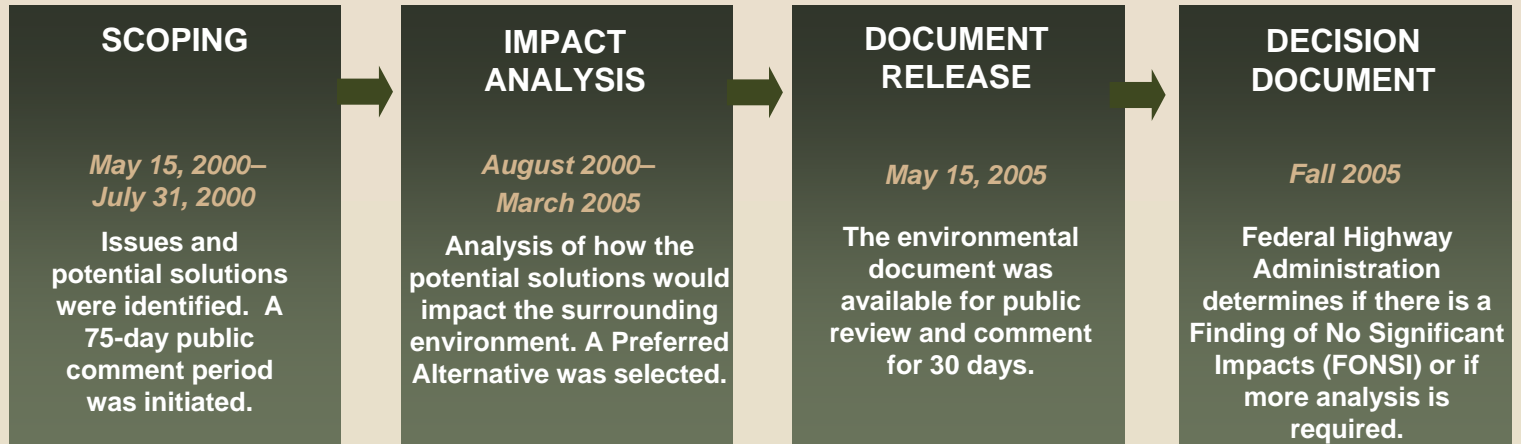 SCOPING
May 15, 2000–
July 31, 2000
Issues and
potential solutions
were identified.  A
75-day public
comment period
was initiated.
IMPACT
ANALYSIS
August 2000–
March 2005
Analysis of how the
potential solutions would
impact the surrounding
environment. A Preferred
Alternative was selected.
DOCUMENT
RELEASE
May 15, 2005
The environmental
document was
available for public
review and comment
for 30 days.
DECISION
DOCUMENT
Fall 2005
Federal Highway
Administration
determines if there is a
Finding of No Significant
Impacts (FONSI) or if
more analysis is
required.